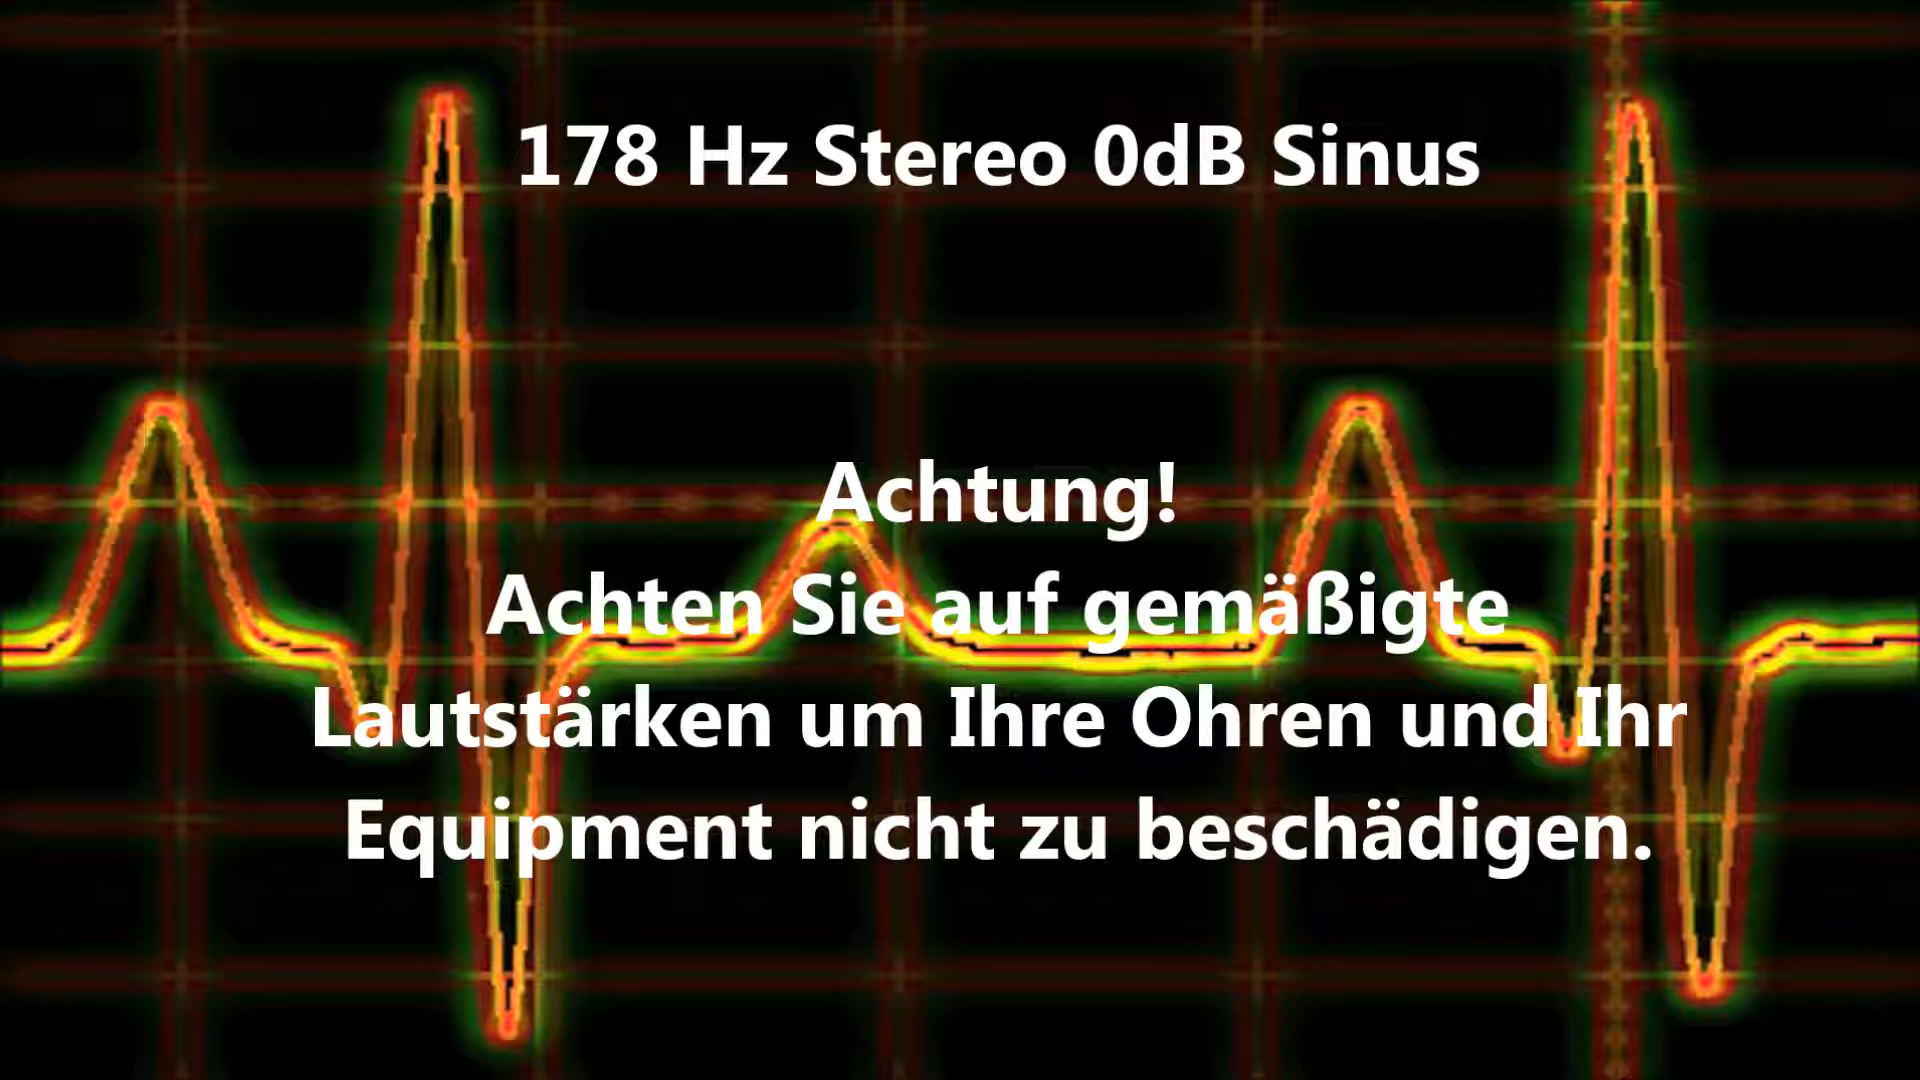 178 Hz Stereo 0dB Sinus
Achtung!
Achten Sie auf gemäßigte
Lautstärken um Ihre Ohren und Ihr
Equipment nicht zu beschädigen.